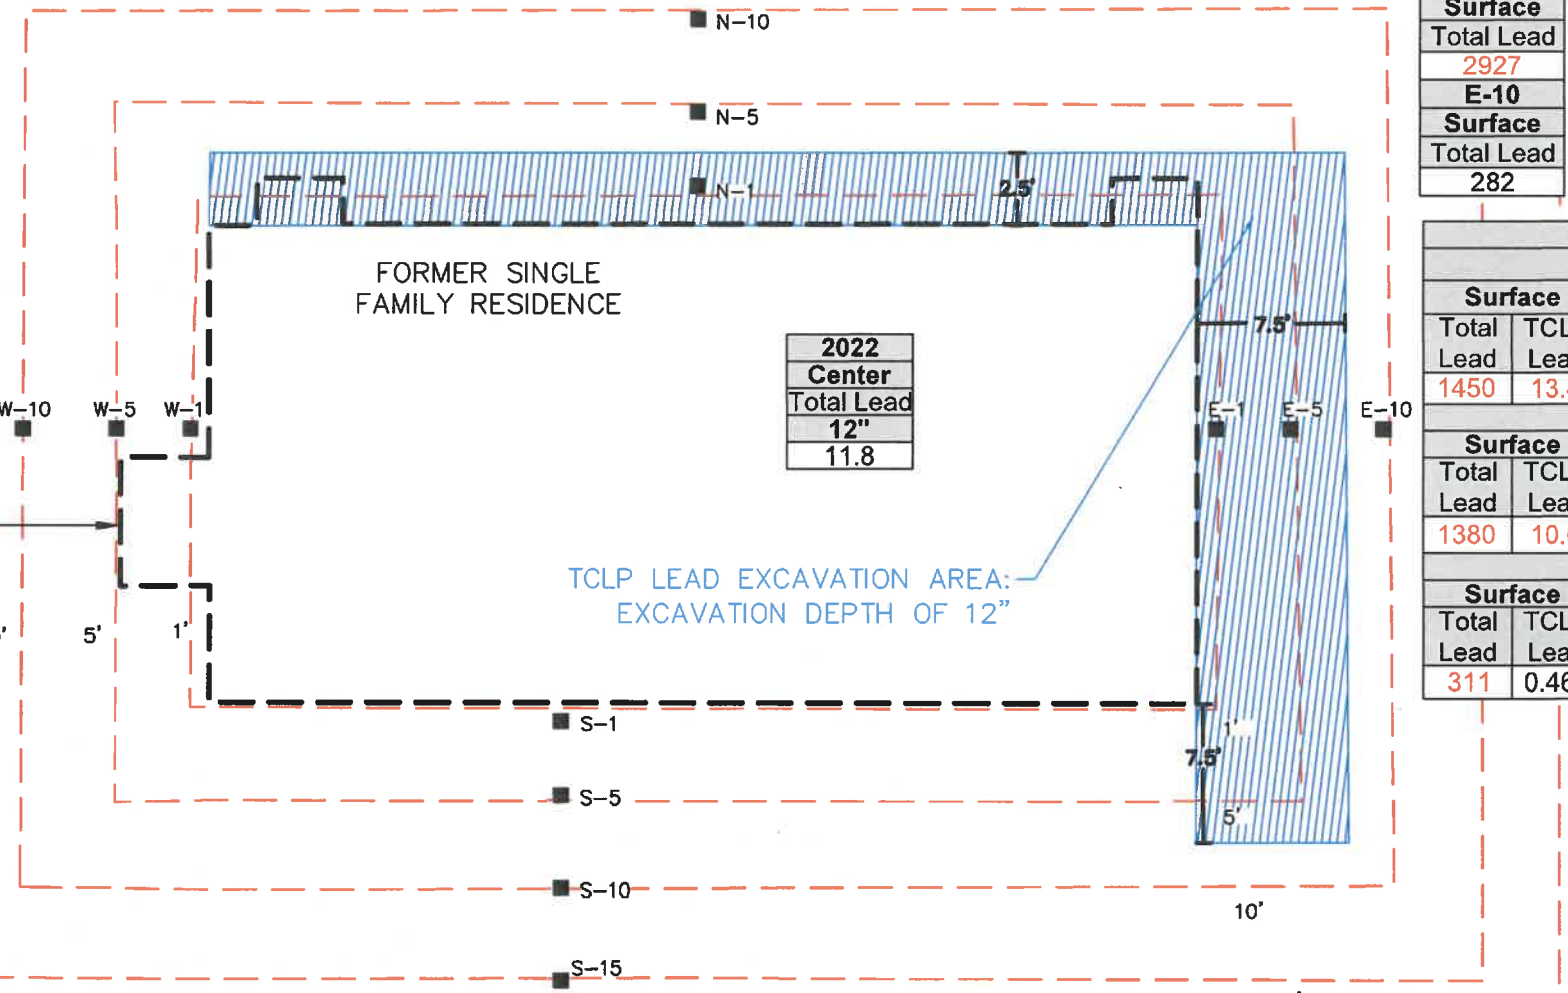 N-10
N-5
N-1
2.5'
FORMER SINGLE
FAMILY RESIDENCE
2022
Center
Total Lead
12"
11.8
7.5'
W-10
W-5
W-1
E-1
E-5
E-10
TCLP LEAD EXCAVATION AREA:
EXCAVATION DEPTH OF 12"
5'
1'
S-1
1'
7.5'
S-5
5'
S-10
10'
S-15
Surface
Total Lead
2927
E-10
Surface
Total Lead
282
Surface
Total
Lead
1450
13.
Surface
Total
Lead
1380
10.
Surface
Total
Lead
311
0.46